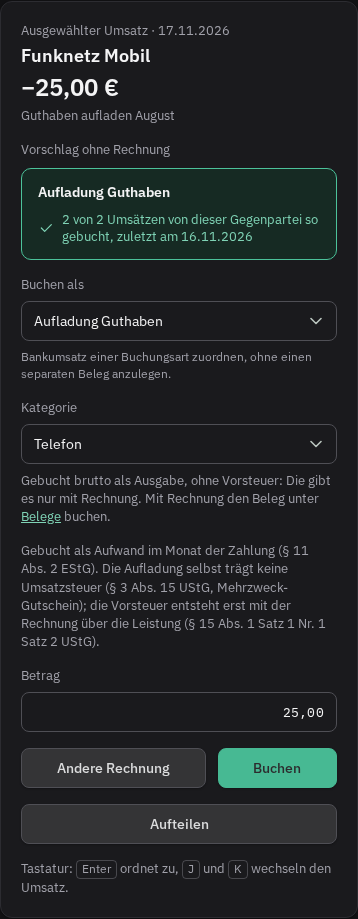 Ausgewählter Umsatz · 17.11.2026
Funknetz Mobil
−25,00 €
Guthaben aufladen August
Vorschlag ohne Rechnung
Aufladung Guthaben
2 von 2 Umsätzen von dieser Gegenpartei so
gebucht, zuletzt am 16.11.2026
Buchen als
Aufladung Guthaben
Bankumsatz einer Buchungsart zuordnen, ohne einen
separaten Beleg anzulegen.
Kategorie
Telefon
Gebucht brutto als Ausgabe, ohne Vorsteuer: Die gibt
es nur mit Rechnung. Mit Rechnung den Beleg unter
Belege buchen.
Gebucht als Aufwand im Monat der Zahlung (§ 11
Abs. 2 EStG). Die Aufladung selbst trägt keine
Umsatzsteuer (§ 3 Abs. 15 UStG, Mehrzweck-
Gutschein); die Vorsteuer entsteht erst mit der
Rechnung über die Leistung (§ 15 Abs. 1 Satz 1 Nr. 1
Satz 2 UStG).
Betrag
25,00
Andere Rechnung
Buchen
Aufteilen
Tastatur: Enter ordnet zu, J und K wechseln den
Umsatz.